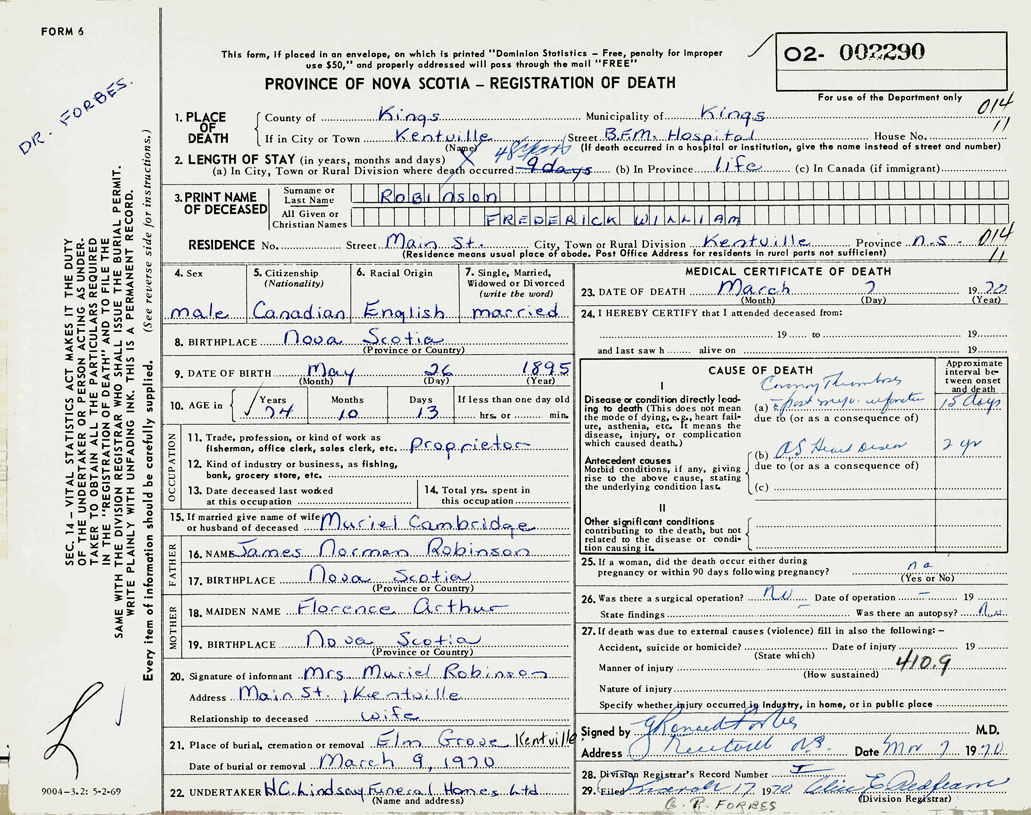 FORM 6
DR. FORBES.
SEC. 14 – VITAL STATISTICS ACT MAKES IT THE DUTY
OF THE UNDERTAKER OR PERSON ACTING AS UNDER-
TAKER TO OBTAIN ALL THE PARTICULARS REQUIRED
IN THE "REGISTRATION OF DEATH" AND TO FILE THE
SAME WITH THE DIVISION REGISTRAR WHO SHALL ISSUE THE BURIAL PERMIT.
WRITE PLAINLY WITH UNFADING INK. THIS IS A PERMANENT RECORD.
Every item of information should be carefully supplied. (See reverse side for instructions.)
9004–3.2: 5-2-69
This form, if placed in an envelope, on which is printed "Dominion Statistics – Free, penalty for improper
use $50," and properly addressed will pass through the mail "FREE"
02- 002290
PROVINCE OF NOVA SCOTIA – REGISTRATION OF DEATH
For use of the Department only
014
11
1. PLACE OF DEATH
County of Kings Municipality of Kings
If in City or Town Kentville Street B.F.M. Hospital House No.
(Name) (If death occurred in a hospital or institution, give the name instead of street and number)
2. LENGTH OF STAY (in years, months and days) 48 years
(a) In City, Town or Rural Division where death occurred 9 days (b) In Province life (c) In Canada (if immigrant)
3. PRINT NAME OF DECEASED
Surname or Last Name Robinson
All Given or Christian Names FREDERICK WILLIAM
RESIDENCE No. Street Main St. City, Town or Rural Division Kentville Province n.s. 014
(Residence means usual place of abode. Post Office Address for residents in rural parts not sufficient) 11
4. Sex male
5. Citizenship (Nationality) Canadian
6. Racial Origin English
7. Single, Married, Widowed or Divorced (write the word) married
8. BIRTHPLACE Nova Scotia
(Province or Country)
9. DATE OF BIRTH May 26 1895
(Month) (Day) (Year)
10. AGE in Years Months Days If less than one day old
74 10 13 hrs. or min.
OCCUPATION
11. Trade, profession, or kind of work as
fisherman, office clerk, sales clerk, etc. Proprietor
12. Kind of industry or business, as fishing,
bank, grocery store, etc.
13. Date deceased last worked
at this occupation
14. Total yrs. spent in
this occupation
15. If married give name of wife
or husband of deceased Muriel Cambridge
FATHER
16. NAME James Norman Robinson
17. BIRTHPLACE Nova Scotia
(Province or Country)
MOTHER
18. MAIDEN NAME Florence Arthur
19. BIRTHPLACE Nova Scotia
(Province or Country)
20. Signature of informant Mrs Muriel Robinson
Address Main St., Kentville
Relationship to deceased wife
21. Place of burial, cremation or removal Elm Grove Kentville
Date of burial or removal March 9, 1970
22. UNDERTAKER H.C. Lindsay Funeral Homes Ltd
(Name and address)
MEDICAL CERTIFICATE OF DEATH
23. DATE OF DEATH March 7 1970
(Month) (Day) (Year)
24. I HEREBY CERTIFY that I attended deceased from:
19 to 19
and last saw h alive on 19
CAUSE OF DEATH
Approximate
interval be-
tween onset
and death
I
Disease or condition directly lead-
ing to death (This does not mean
the mode of dying, e.g., heart fail-
ure, asthenia, etc. It means the
disease, injury, or complication
which caused death.)
Coronary Thrombosis
(a) post myo. infarction 15 days
due to (or as a consequence of)
Antecedent causes
Morbid conditions, if any, giving
rise to the above cause, stating
the underlying condition last.
(b) AS Heart Disease 2 yr
due to (or as a consequence of)
(c)
II
Other significant conditions
contributing to the death, but not
related to the disease or condi-
tion causing it.
25. If a woman, did the death occur either during
pregnancy or within 90 days following pregnancy? no
(Yes or No)
26. Was there a surgical operation? No Date of operation – 19
State findings – Was there an autopsy? No
27. If death was due to external causes (violence) fill in also the following: –
Accident, suicide or homicide? Date of injury 19
(State which)
Manner of injury 410.9
(How sustained)
Nature of injury
Specify whether injury occurred in industry, in home, or in public place
Signed by G Ronald Forbes M.D.
Address Kentville N.S. Date Mar 7 1970
28. Division Registrar's Record Number
29. Filed March 17 1970
(Division Registrar)
G. R. FORBES